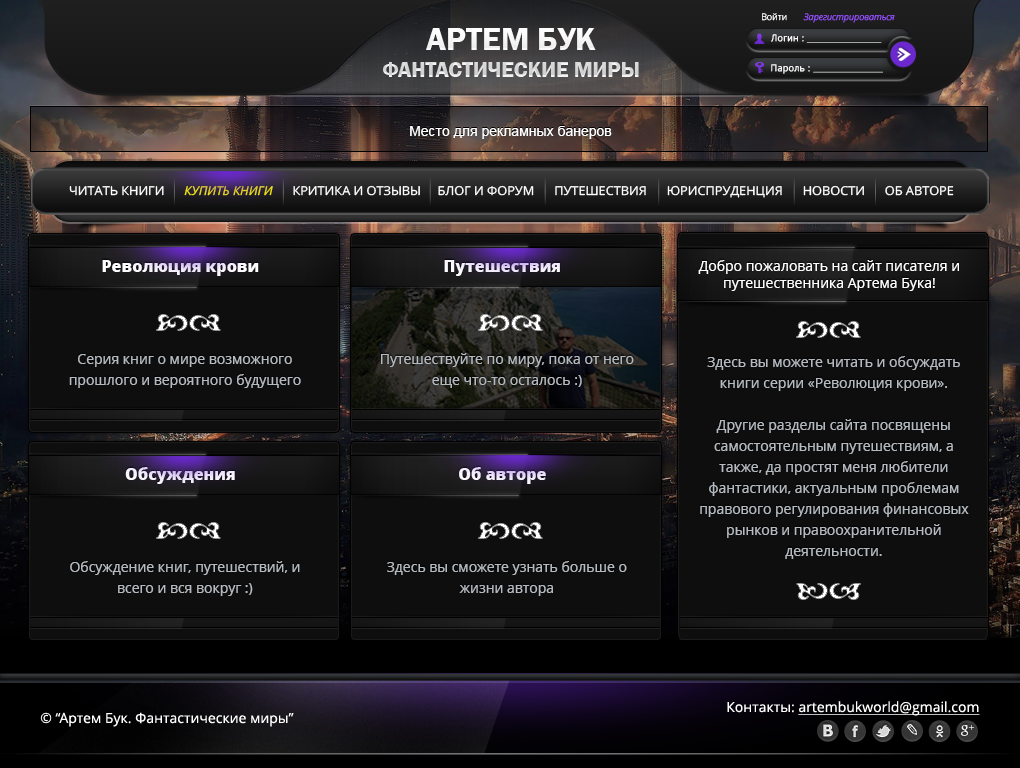 АРТЕМ БУК
ФАНТАСТИЧЕСКИЕ МИРЫ
Войти Зарегистрироваться
Логин :
Пароль :
Место для рекламных банеров
ЧИТАТЬ КНИГИ КУПИТЬ КНИГИ КРИТИКА И ОТЗЫВЫ БЛОГ И ФОРУМ ПУТЕШЕСТВИЯ ЮРИСПРУДЕНЦИЯ НОВОСТИ ОБ АВТОРЕ
Революция крови
Серия книг о мире возможного
прошлого и вероятного будущего
Путешествия
Путешествуйте по миру, пока от него
еще что-то осталось :)
Обсуждения
Обсуждение книг, путешествий, и
всего и вся вокруг :)
Об авторе
Здесь вы сможете узнать больше о
жизни автора
Добро пожаловать на сайт писателя и
путешественника Артема Бука!
Здесь вы можете читать и обсуждать
книги серии «Революция крови».
Другие разделы сайта посвящены
самостоятельным путешествиям, а
также, да простят меня любители
фантастики, актуальным проблемам
правового регулирования финансовых
рынков и правоохранительной
деятельности.
© “Артем Бук. Фантастические миры”
Контакты: artembukworld@gmail.com